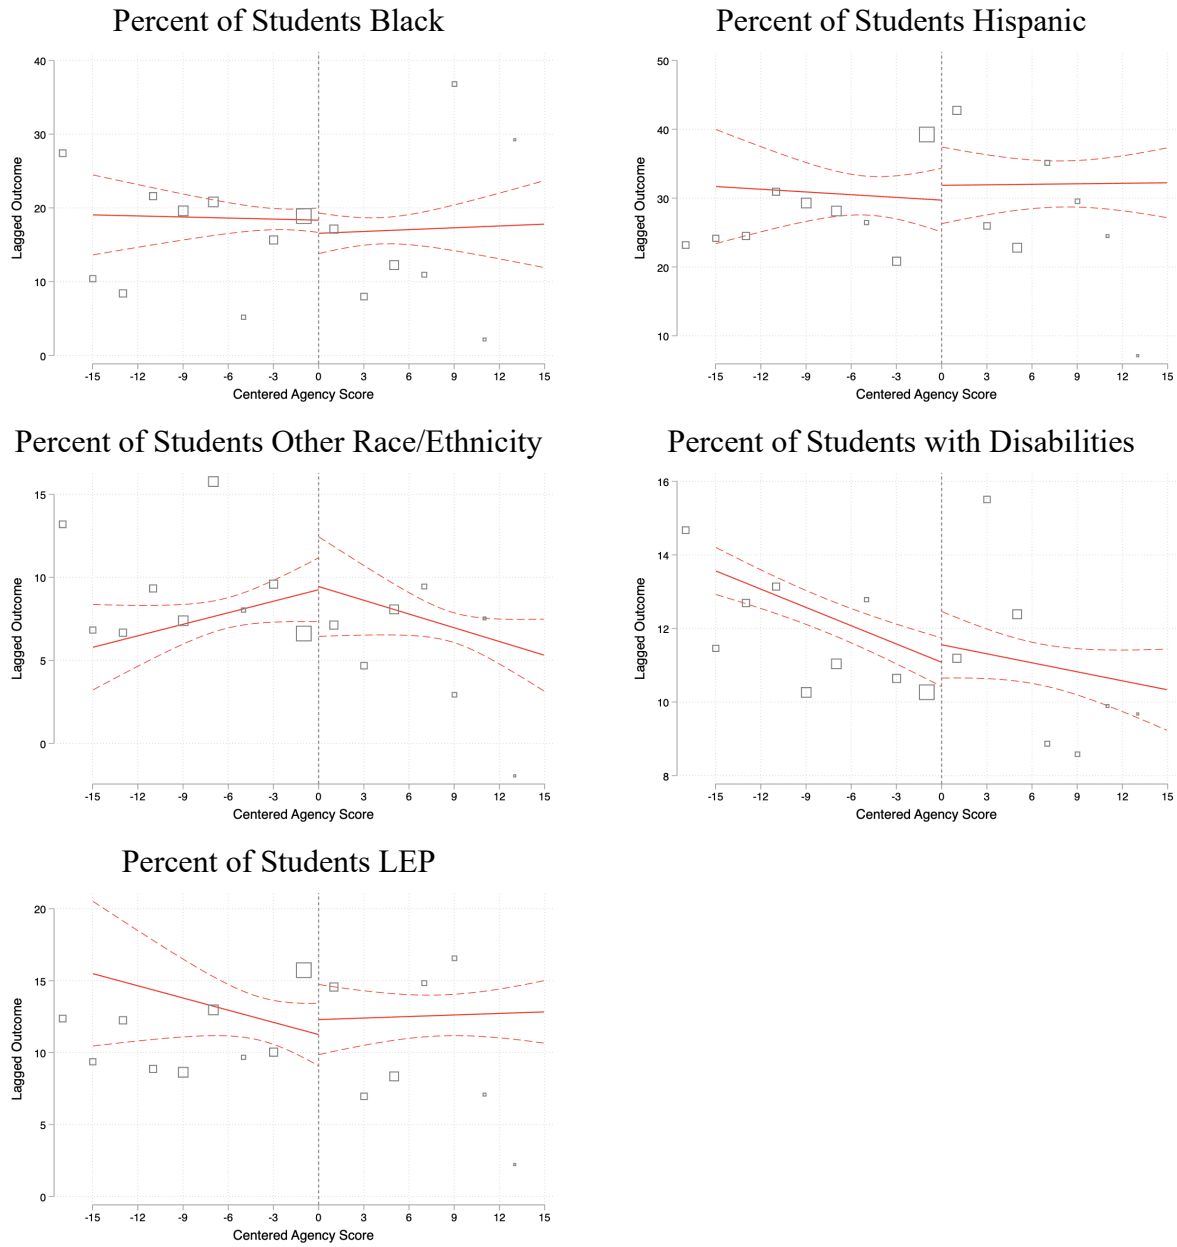 Percent of Students Black
40
30
20
10
0
Lagged Outcome
-15 -12 -9 -6 -3 0 3 6 9 12 15
Centered Agency Score
Percent of Students Hispanic
50
40
30
20
10
Lagged Outcome
-15 -12 -9 -6 -3 0 3 6 9 12 15
Centered Agency Score
Percent of Students Other Race/Ethnicity
15
10
5
0
Lagged Outcome
-15 -12 -9 -6 -3 0 3 6 9 12 15
Centered Agency Score
Percent of Students with Disabilities
16
14
12
10
8
Lagged Outcome
-15 -12 -9 -6 -3 0 3 6 9 12 15
Centered Agency Score
Percent of Students LEP
20
15
10
5
0
Lagged Outcome
-15 -12 -9 -6 -3 0 3 6 9 12 15
Centered Agency Score